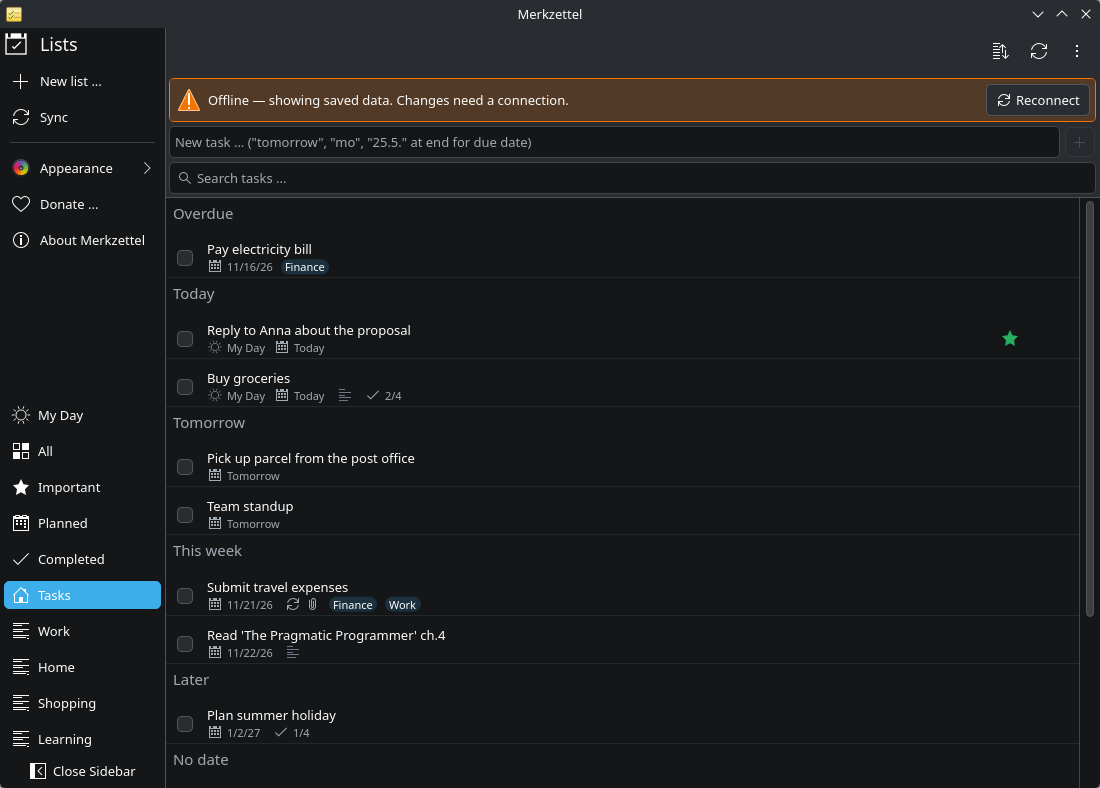 Merkzettel
Lists
New list ...
Sync
Appearance
Donate ...
About Merkzettel
My Day
All
Important
Planned
Completed
Tasks
Work
Home
Shopping
Learning
Close Sidebar
Offline — showing saved data. Changes need a connection.
Reconnect
New task ... ("tomorrow", "mo", "25.5." at end for due date)
Search tasks ...
Overdue
Pay electricity bill
11/16/26 Finance
Today
Reply to Anna about the proposal
My Day Today
Buy groceries
My Day Today 2/4
Tomorrow
Pick up parcel from the post office
Tomorrow
Team standup
Tomorrow
This week
Submit travel expenses
11/21/26 Finance Work
Read 'The Pragmatic Programmer' ch.4
11/22/26
Later
Plan summer holiday
1/2/27 1/4
No date